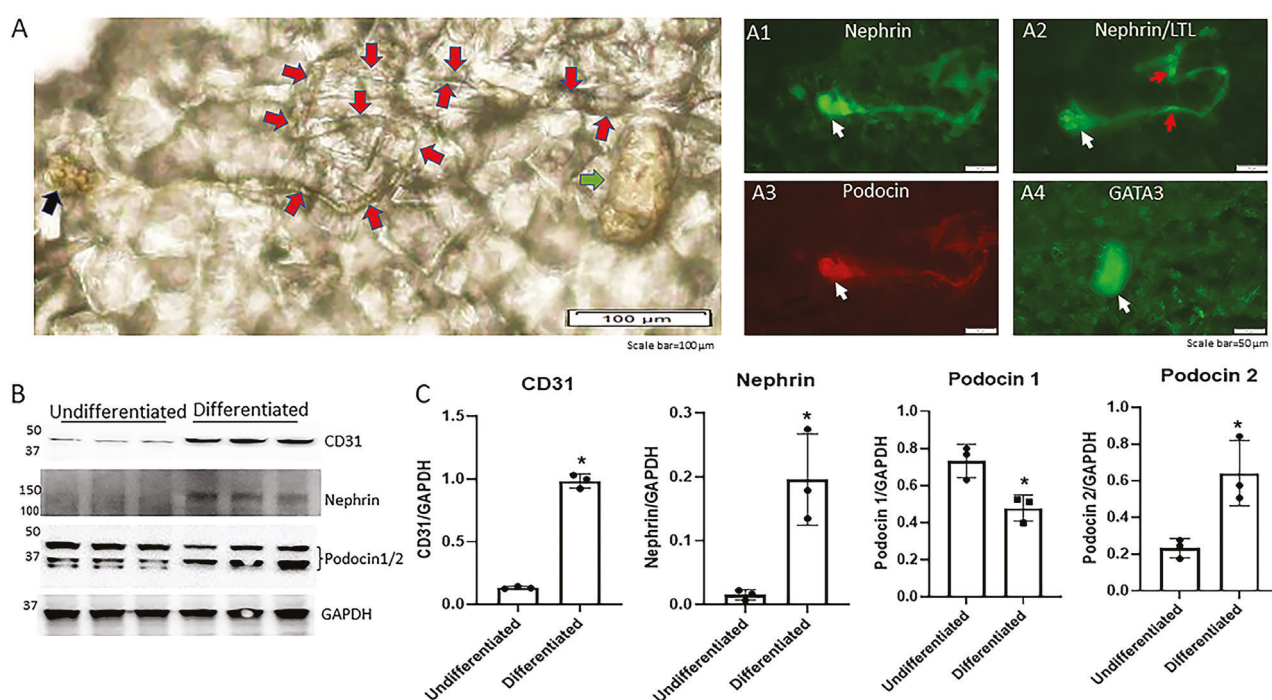 A
100 µm
Scale bar=100 µm
A1 Nephrin
A2 Nephrin/LTL
A3 Podocin
A4 GATA3
Scale bar=50 µm
B
Undifferentiated Differentiated
50
37
CD31
150
100
Nephrin
50
37
Podocin1/2
37
GAPDH
C
CD31
CD31/GAPDH
1.5
1.0
0.5
0.0
*
Undifferentiated
Differentiated
Nephrin
Nephrin/GAPDH
0.3
0.2
0.1
0.0
*
Undifferentiated
Differentiated
Podocin 1
Podocin 1/GAPDH
1.0
0.8
0.6
0.4
0.2
0.0
*
Undifferentiated
Differentiated
Podocin 2
Podocin 2/GAPDH
1.0
0.8
0.6
0.4
0.2
0.0
*
Undifferentiated
Differentiated